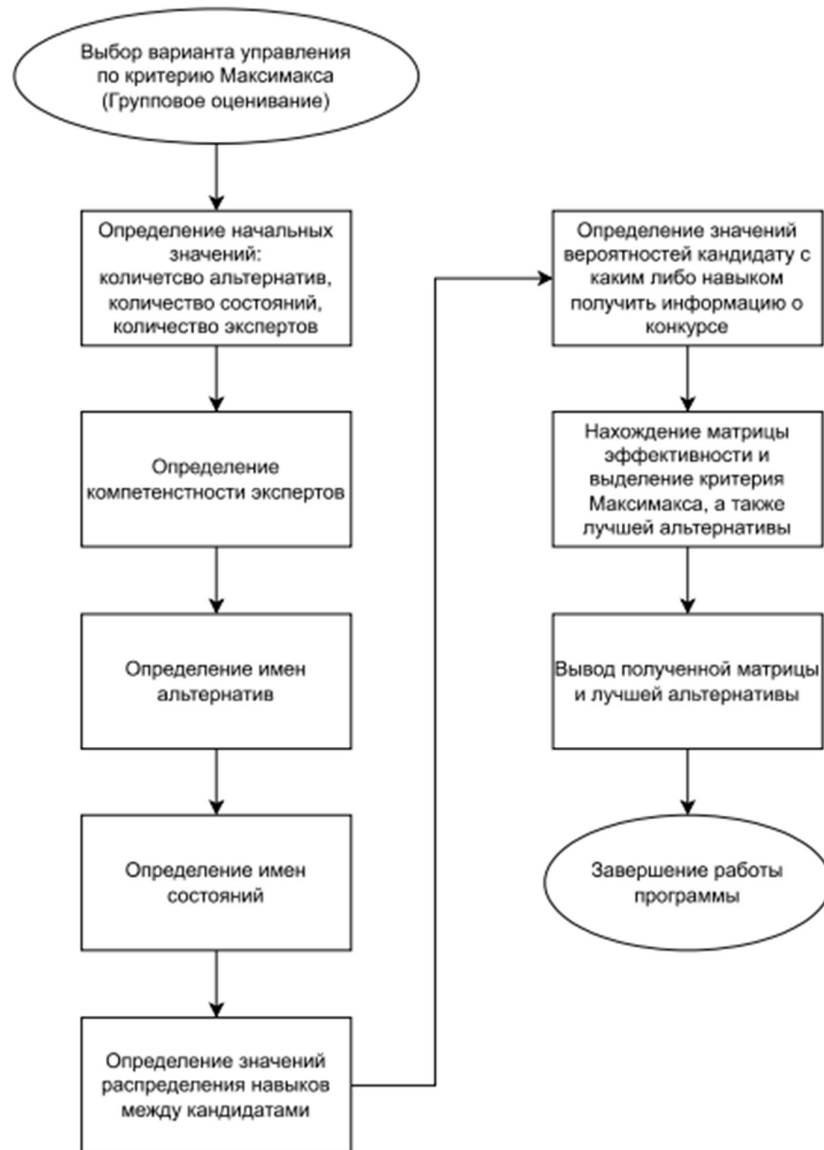 Выбор варианта управления
по критерию Максимакса
(Групповое оценивание)
Определение начальных
значений:
количетсво альтернатив,
количество состояний,
количество экспертов
Определение
компетенстности экспертов
Определение имен
альтернатив
Определение имен
состояний
Определение значений
распределения навыков
между кандидатами
Определение значений
вероятностей кандидату с
каким либо навыком
получить информацию о
конкурсе
Нахождение матрицы
эффективности и
выделение критерия
Максимакса, а также
лучшей альтернативы
Вывод полученной матрицы
и лучшей альтернативы
Завершение работы
программы